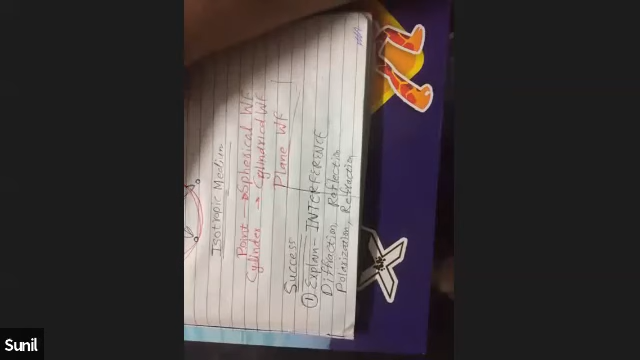 Isotropic Medium
Point → Spherical WF
Cylinder → Cylindrical WF
Plane WF
Success
① Explain - INTERFERENCE
Diffraction, Reflection
Polarization, Refraction
Sunil